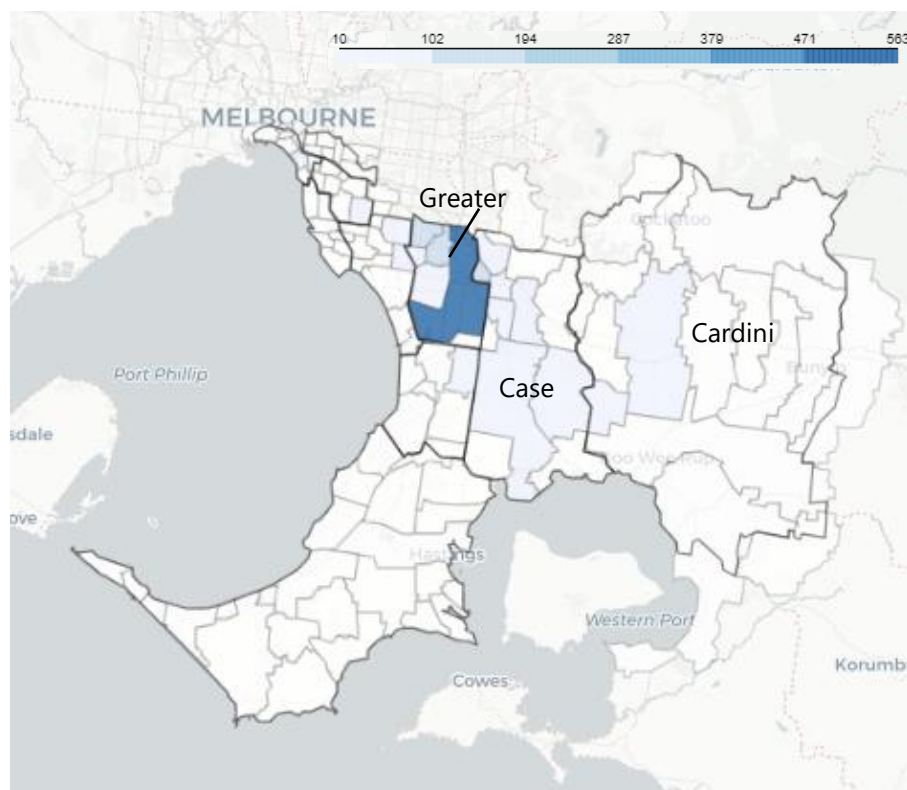 10 102 194 287 379 471 563
MELBOURNE
Greater
Cardini
Port Phillip
Case
sdale
ove
Hastings
Western Port
Korumb
Cowes